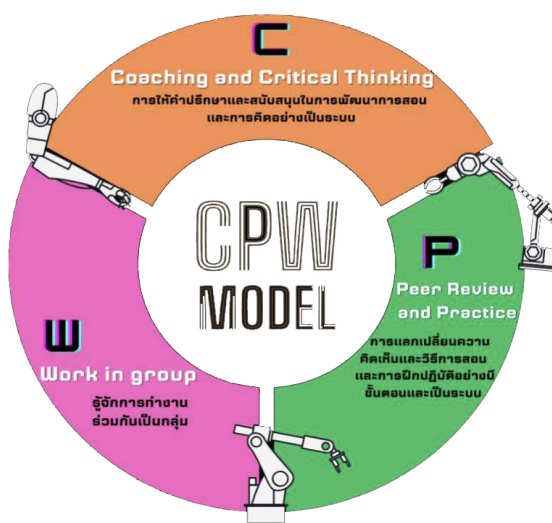 C
Coaching and Critical Thinking
การให้คำปรึกษาและสนับสนุนในการพัฒนาการสอน
และการคิดอย่างเป็นระบบ
CPW
MODEL
P
Peer Review
and Practice
การแลกเปลี่ยนความ
คิดเห็นและวิธีการสอน
และการฝึกปฏิบัติอย่างมี
ขั้นตอนและเป็นระบบ
W
Work in group
รู้จักการทำงาน
ร่วมกันเป็นกลุ่ม